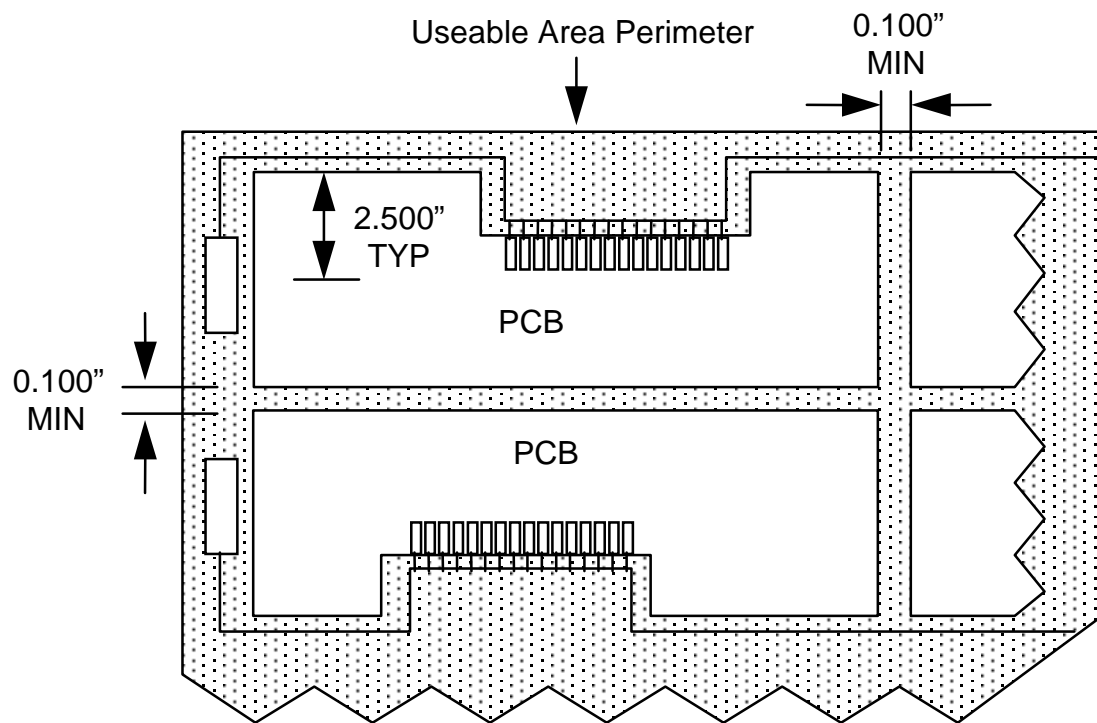 Useable Area Perimeter
0.100”
MIN
2.500”
TYP
PCB
0.100”
MIN
PCB